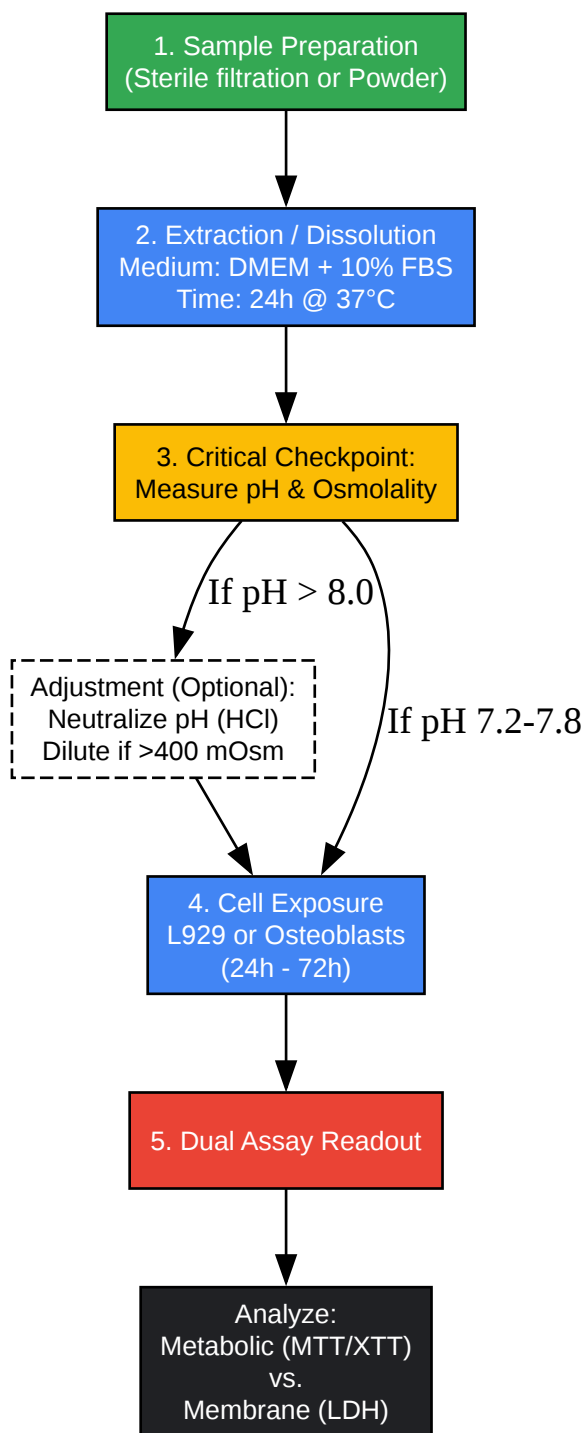 1. Sample Preparation
(Sterile filtration or Powder)
2. Extraction / Dissolution
Medium: DMEM + 10% FBS
Time: 24h @ 37°C
3. Critical Checkpoint:
Measure pH & Osmolality
If pH > 8.0
Adjustment (Optional):
Neutralize pH (HCl)
Dilute if >400 mOsm
If pH 7.2-7.8
4. Cell Exposure
L929 or Osteoblasts
(24h - 72h)
5. Dual Assay Readout
Analyze:
Metabolic (MTT/XTT)
vs.
Membrane (LDH)